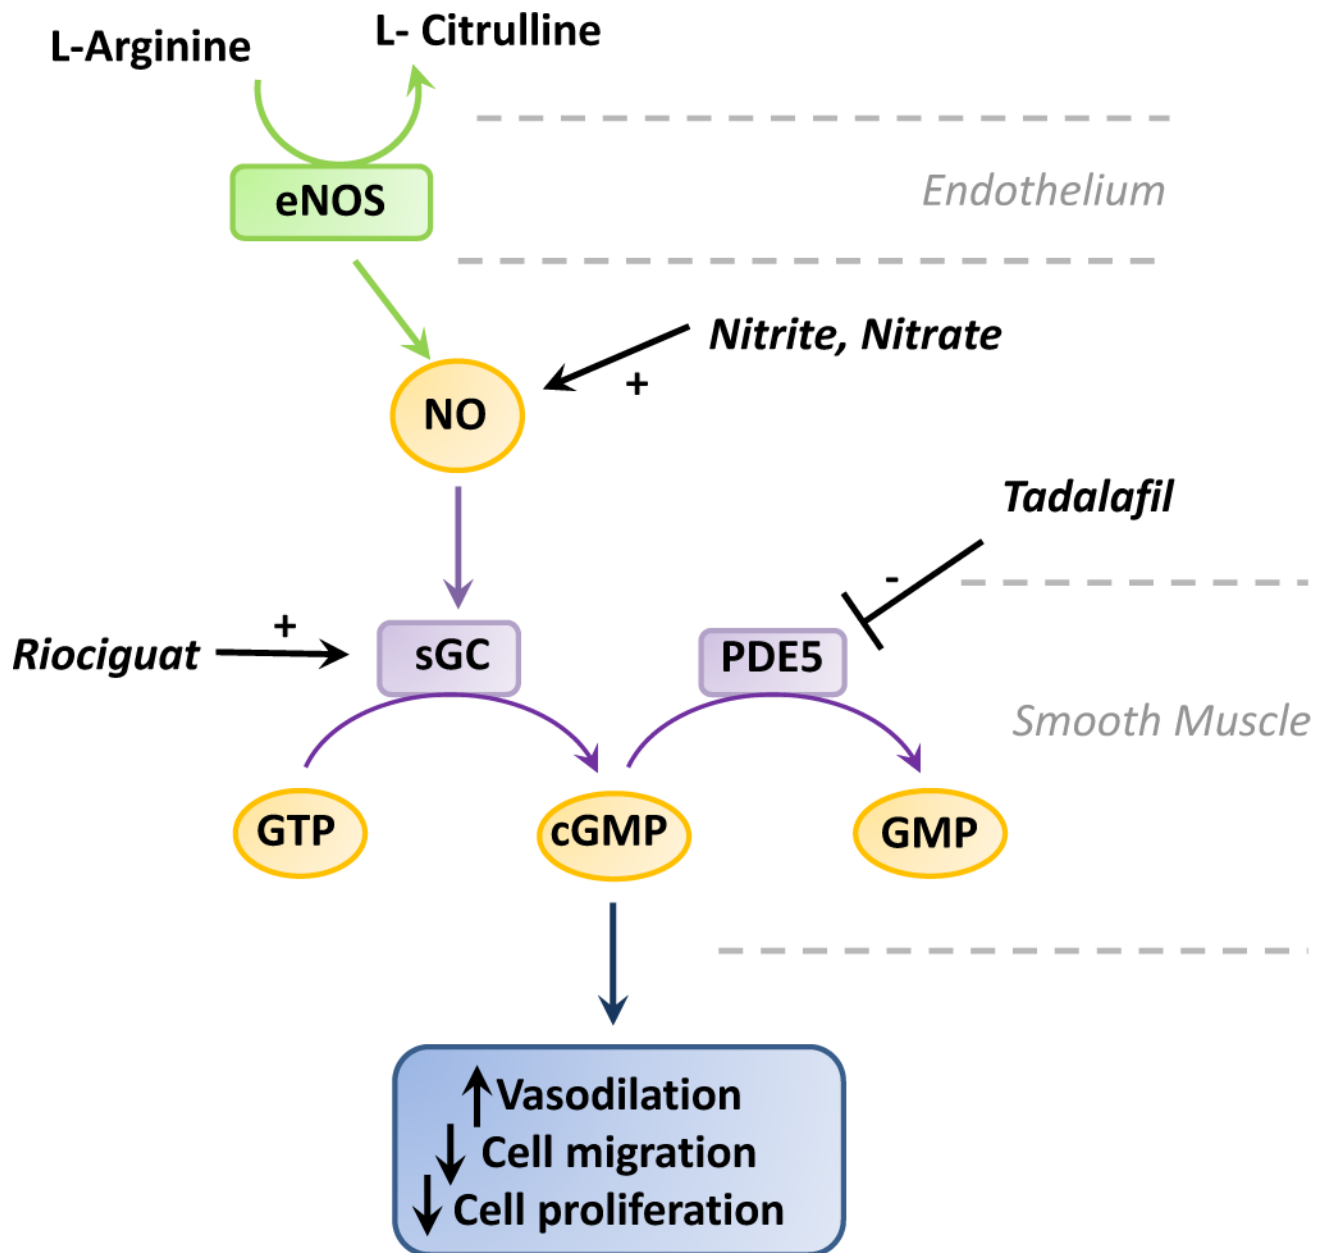 L-Arginine
L- Citrulline
eNOS
Endothelium
NO
Nitrite, Nitrate
+
Tadalafil
-
Riociguat
+
sGC
PDE5
Smooth Muscle
GTP
cGMP
GMP
↑ Vasodilation
↓ Cell migration
↓ Cell proliferation